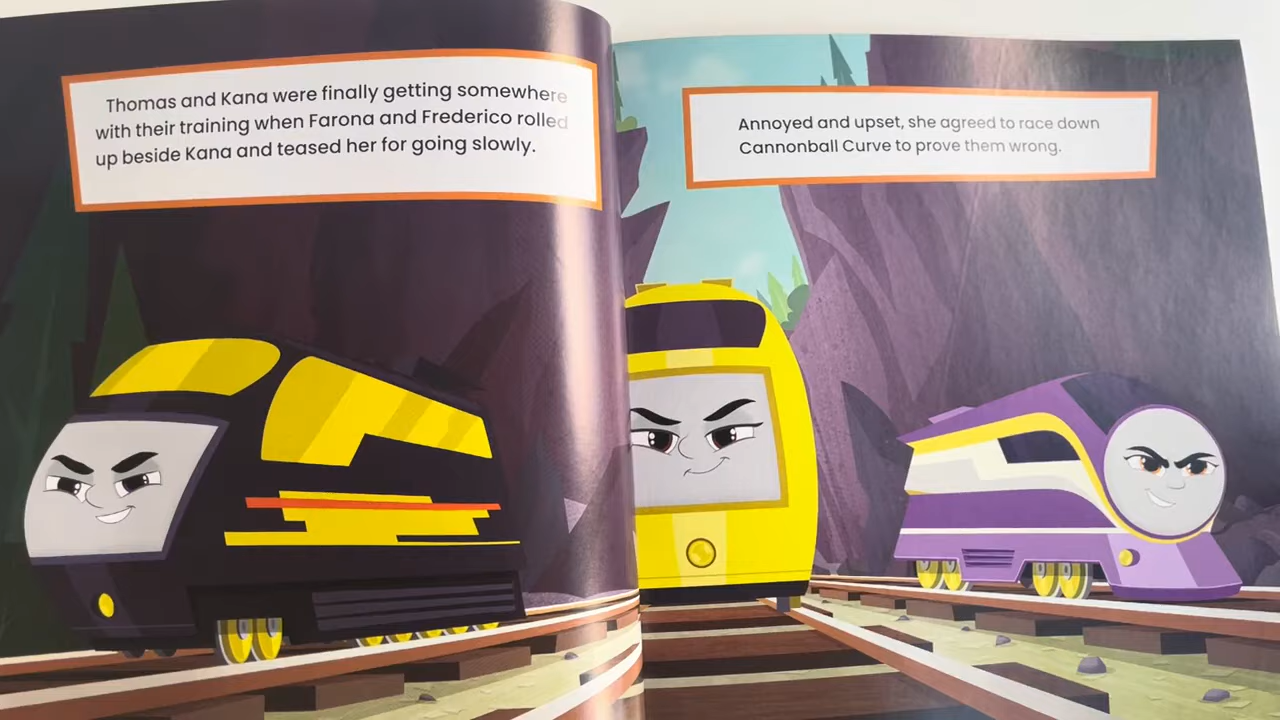 Thomas and Kana were finally getting somewhere
with their training when Farona and Frederico rolled
up beside Kana and teased her for going slowly.
Annoyed and upset, she agreed to race down
Cannonball Curve to prove them wrong.